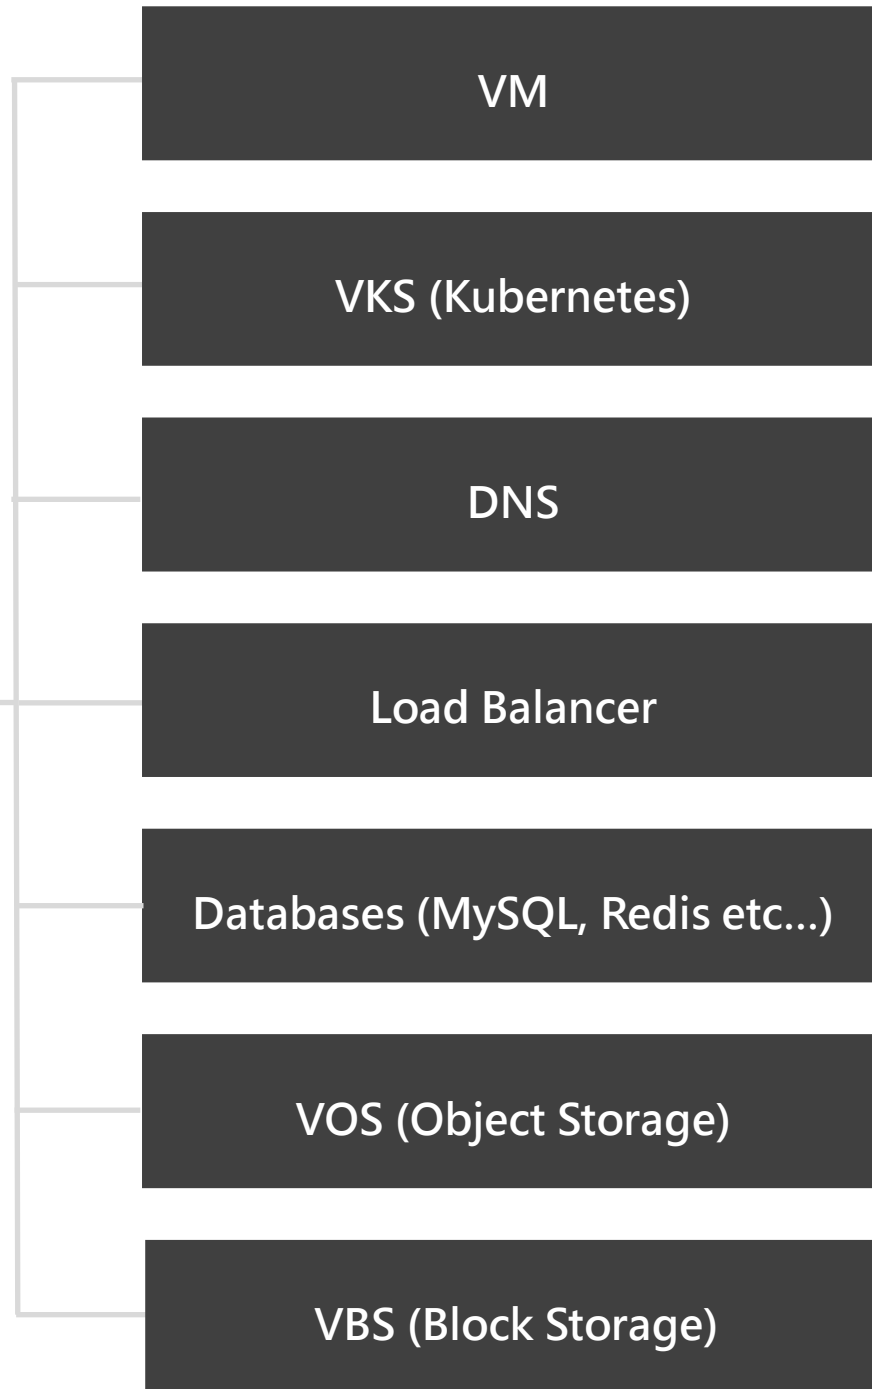 VM
VKS (Kubernetes)
DNS
Load Balancer
Databases (MySQL, Redis etc...)
VOS (Object Storage)
VBS (Block Storage)